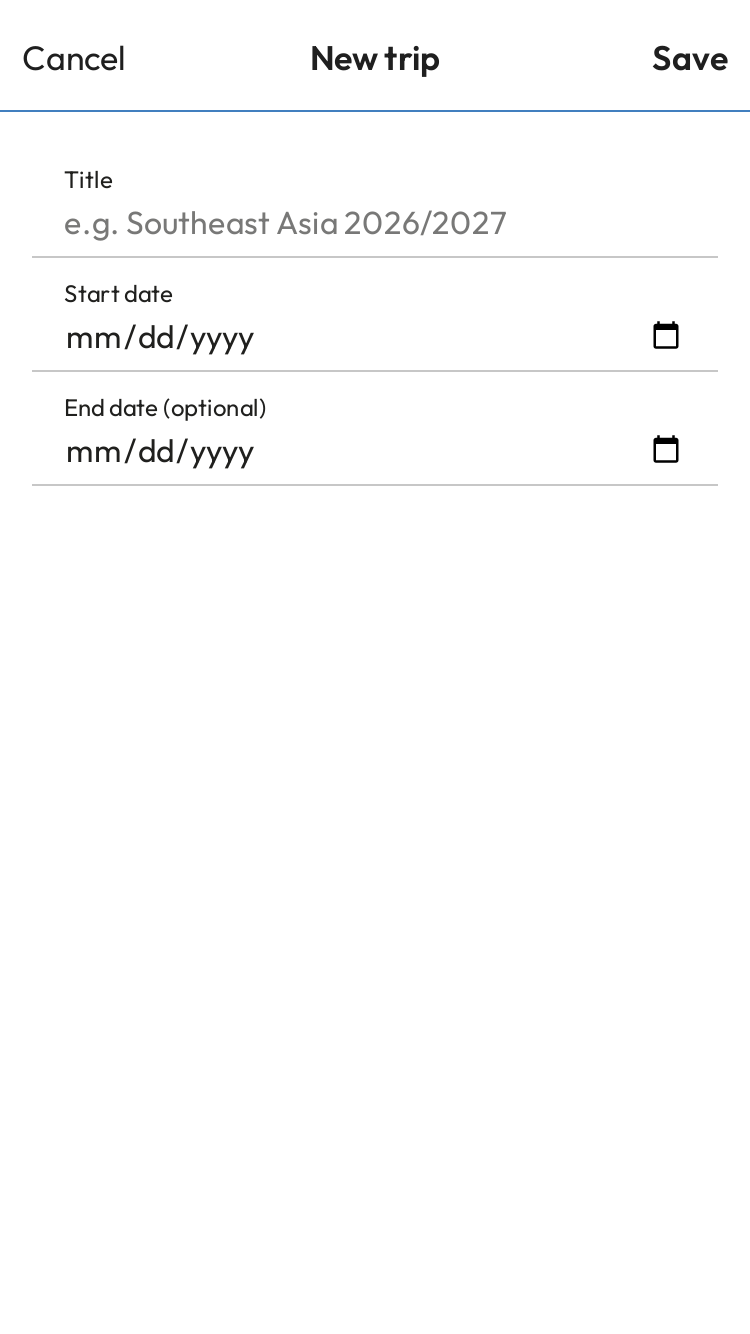 Cancel New trip Save
Title
e.g. Southeast Asia 2026/2027
Start date
mm/dd/yyyy
End date (optional)
mm/dd/yyyy